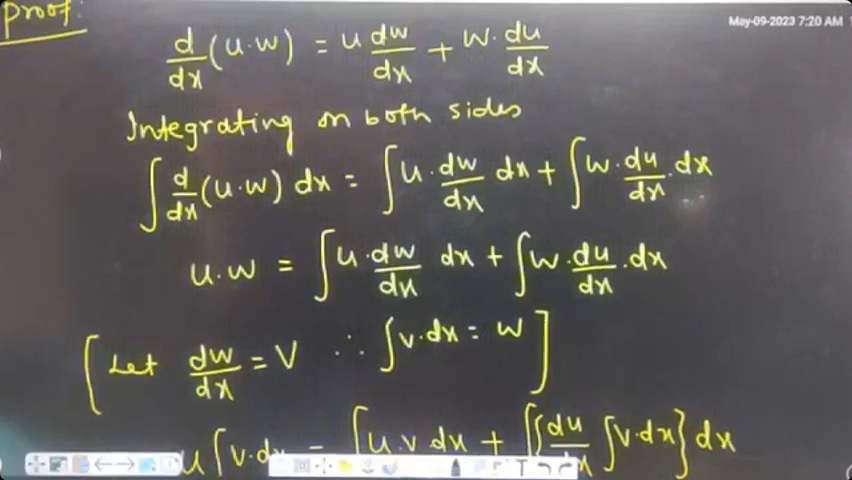 Proof:
May-09-2023 7:20 AM
d/dx (u·w) = u dw/dx + w· du/dx
Integrating on both sides
∫ d/dx (u·w) dx = ∫ u· dw/dx dx + ∫ w· du/dx ·dx
u·w = ∫ u· dw/dx dx + ∫ w· du/dx ·dx
[Let dw/dx = V ∴ ∫ v·dx = w]
u ∫ v·dx = ∫ u·v dx + ∫{du/dx ∫ v·dx} dx
T